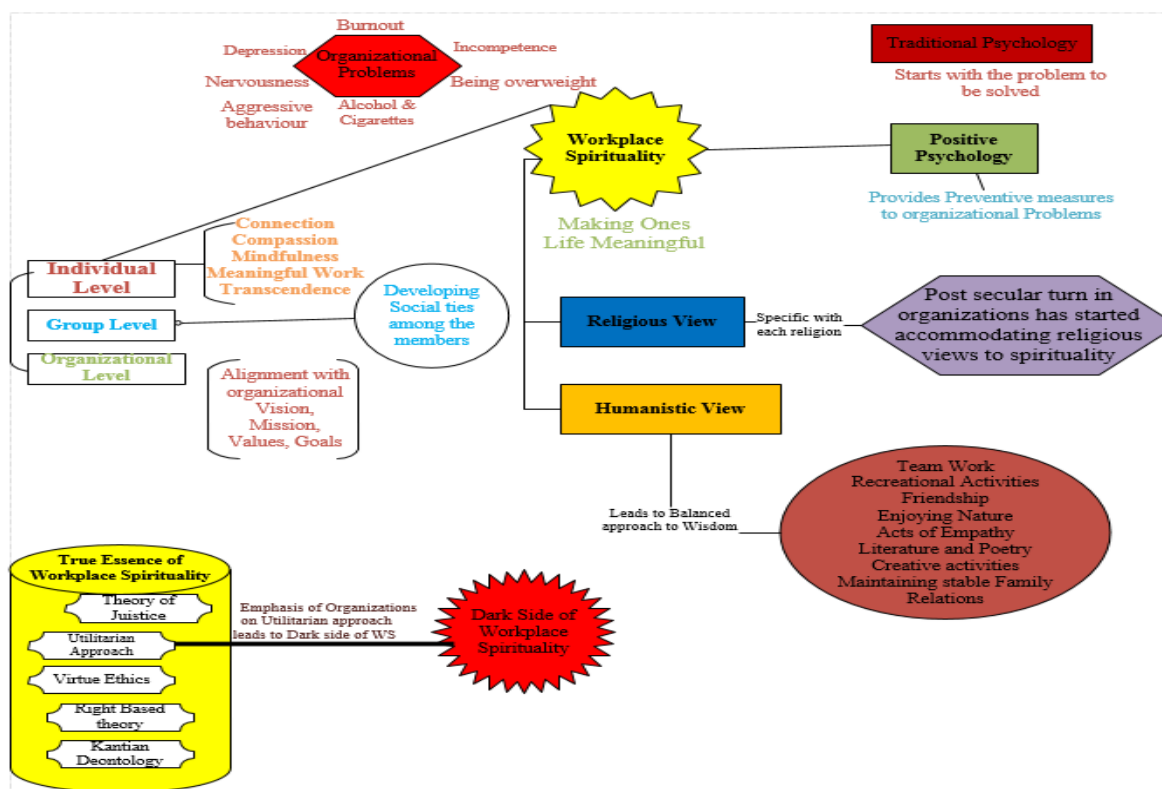 Burnout
Depression
Organizational
Problems
Incompetence
Nervousness
Being overweight
Aggressive
behaviour
Alcohol &
Cigarettes
Traditional Psychology
Starts with the problem to
be solved
Workplace
Spirituality
Positive
Psychology
Provides Preventive measures
to organizational Problems
Making Ones
Life Meaningful
Connection
Compassion
Mindfulness
Meaningful Work
Transcendence
Individual
Level
Group Level
Organizational
Level
Developing
Social ties
among the
members
Alignment with
organizational
Vision,
Mission,
Values, Goals
Religious View
Specific with
each religion
Post secular turn in
organizations has started
accommodating religious
views to spirituality
Humanistic View
Leads to Balanced
approach to Wisdom
Team Work
Recreational Activities
Friendship
Enjoying Nature
Acts of Empathy
Literature and Poetry
Creative activities
Maintaining stable Family
Relations
True Essence of
Workplace Spirituality
Theory of
Juistice
Utilitarian
Approach
Virtue Ethics
Right Based
theory
Kantian
Deontology
Emphasis of Organizations
on Utilitarian approach
leads to Dark side of WS
Dark Side of
Workplace
Spirituality